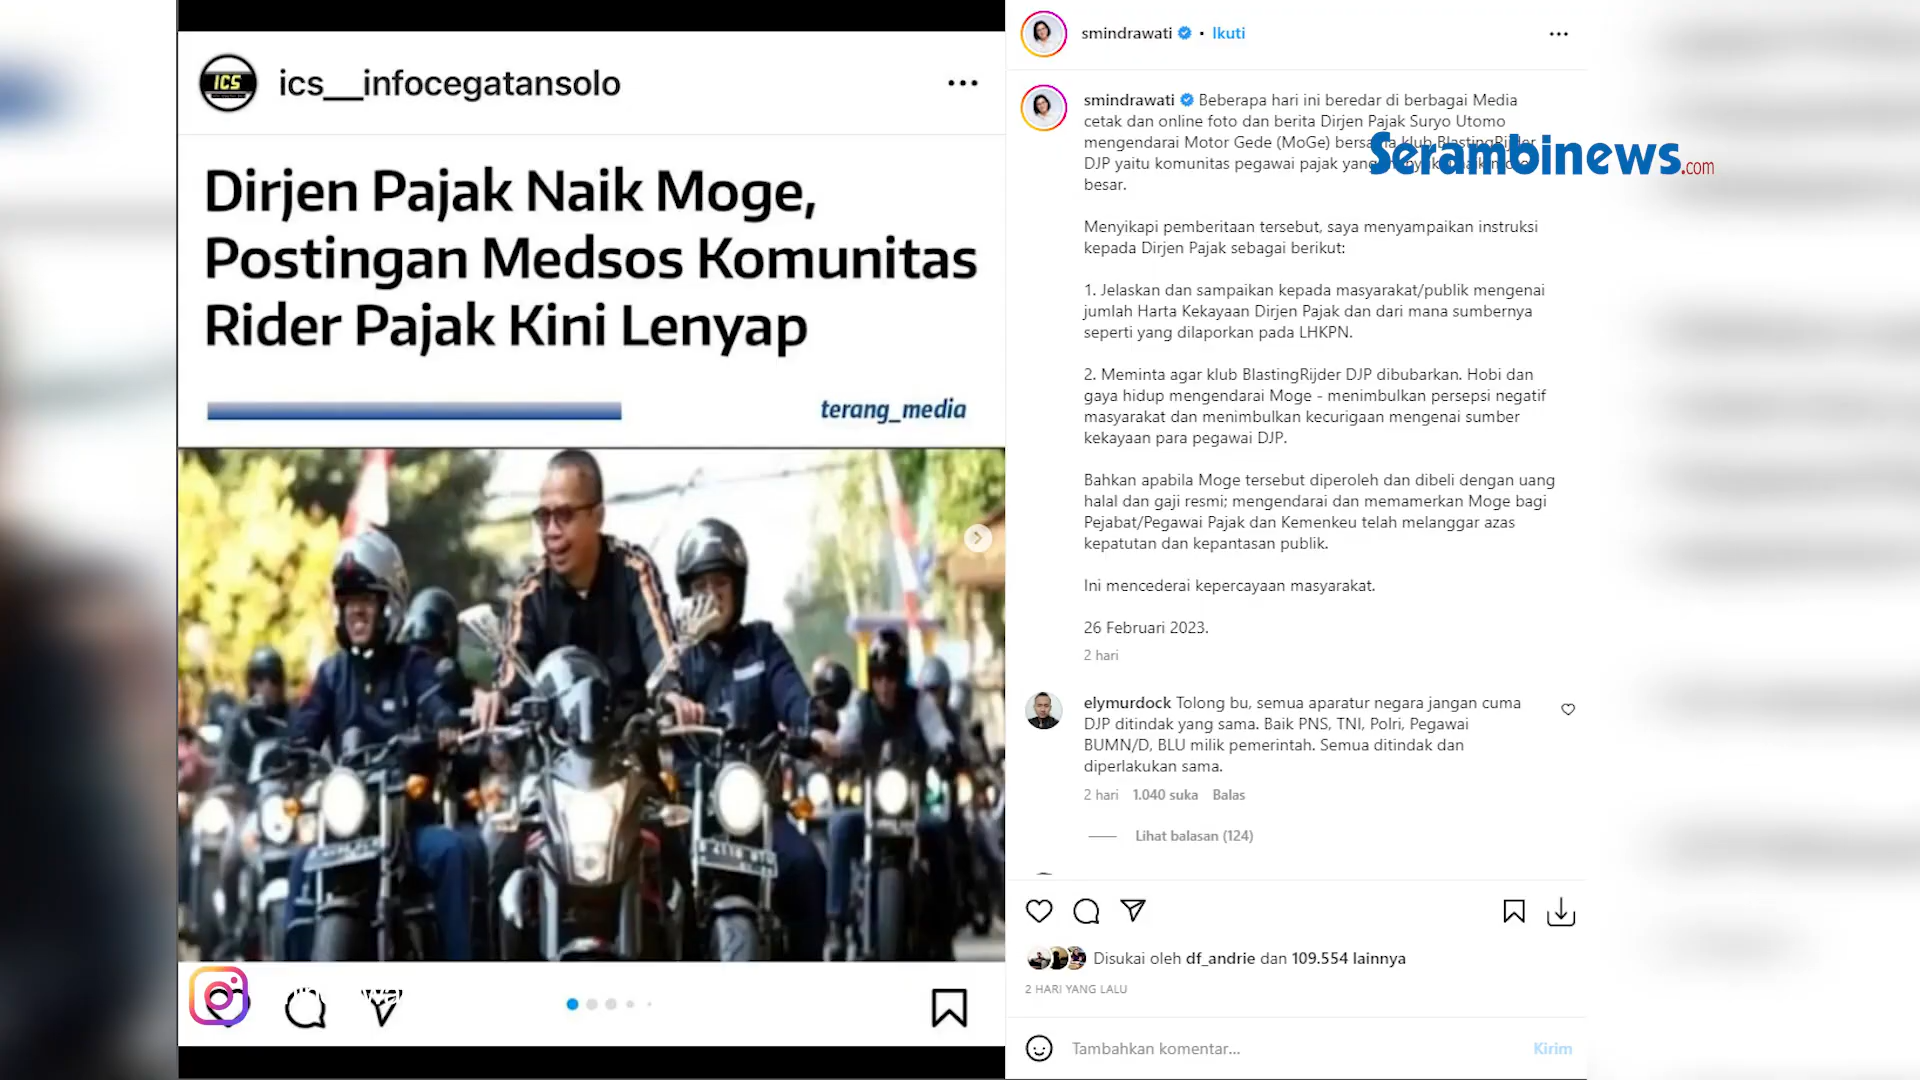 ICS
ics__infocegatansolo
Dirjen Pajak Naik Moge,
Postingan Medsos Komunitas
Rider Pajak Kini Lenyap
terang_media
smindrawati • Ikuti
smindrawati Beberapa hari ini beredar di berbagai Media
cetak dan online foto dan berita Dirjen Pajak Suryo Utomo
mengendarai Motor Gede (MoGe) bersama klub BlastingRijder
DJP yaitu komunitas pegawai pajak yang
besar.
Serambinews.com
Menyikapi pemberitaan tersebut, saya menyampaikan instruksi
kepada Dirjen Pajak sebagai berikut:
1. Jelaskan dan sampaikan kepada masyarakat/publik mengenai
jumlah Harta Kekayaan Dirjen Pajak dan dari mana sumbernya
seperti yang dilaporkan pada LHKPN.
2. Meminta agar klub BlastingRijder DJP dibubarkan. Hobi dan
gaya hidup mengendarai Moge - menimbulkan persepsi negatif
masyarakat dan menimbulkan kecurigaan mengenai sumber
kekayaan para pegawai DJP.
Bahkan apabila Moge tersebut diperoleh dan dibeli dengan uang
halal dan gaji resmi; mengendarai dan memamerkan Moge bagi
Pejabat/Pegawai Pajak dan Kemenkeu telah melanggar azas
kepatutan dan kepantasan publik.
Ini mencederai kepercayaan masyarakat.
26 Februari 2023.
2 hari
elymurdock Tolong bu, semua aparatur negara jangan cuma
DJP ditindak yang sama. Baik PNS, TNI, Polri, Pegawai
BUMN/D, BLU milik pemerintah. Semua ditindak dan
diperlakukan sama.
2 hari 1.040 suka Balas
Lihat balasan (124)
Disukai oleh df_andrie dan 109.554 lainnya
2 HARI YANG LALU
Tambahkan komentar... Kirim